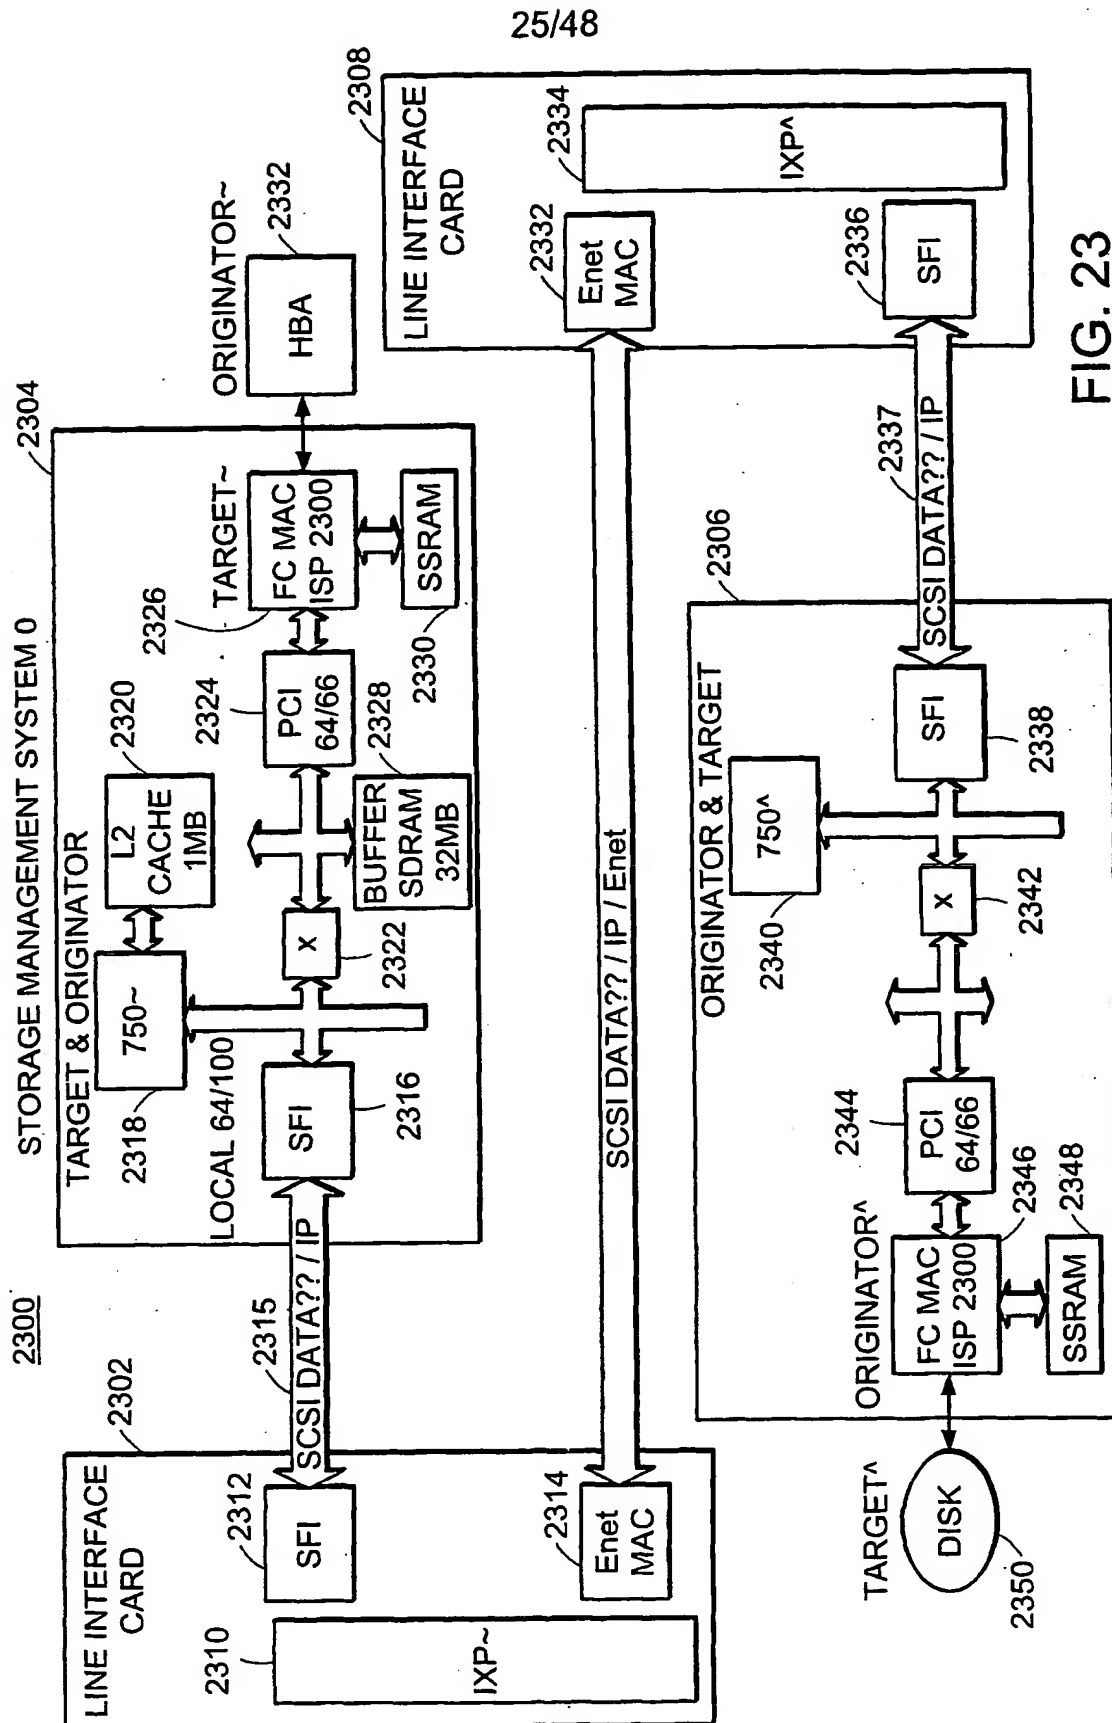 25/48
STORAGE MANAGEMENT SYSTEM 0
2300
2302
LINE INTERFACE
CARD
2310
IXP~
2312
SFI
2314
Enet
MAC
2315
SCSI DATA?? / IP
2304
TARGET & ORIGINATOR
2318
750~
2320
L2
CACHE
1MB
LOCAL 64/100
SFI
2316
X
2322
2324
PCI
64/66
2328
BUFFER
SDRAM
32MB
TARGET~
2326
FC MAC
ISP 2300
SSRAM
2330
ORIGINATOR~
HBA
2332
SCSI DATA?? / IP / Enet
2308
LINE INTERFACE
CARD
2332
Enet
MAC
2334
IXP^
2336
SFI
2337
SCSI DATA?? / IP
2306
ORIGINATOR & TARGET
750^
2340
SFI
2338
X
2342
2344
PCI
64/66
ORIGINATOR^
FC MAC
ISP 2300
2346
SSRAM
2348
TARGET^
DISK
2350
FIG. 23